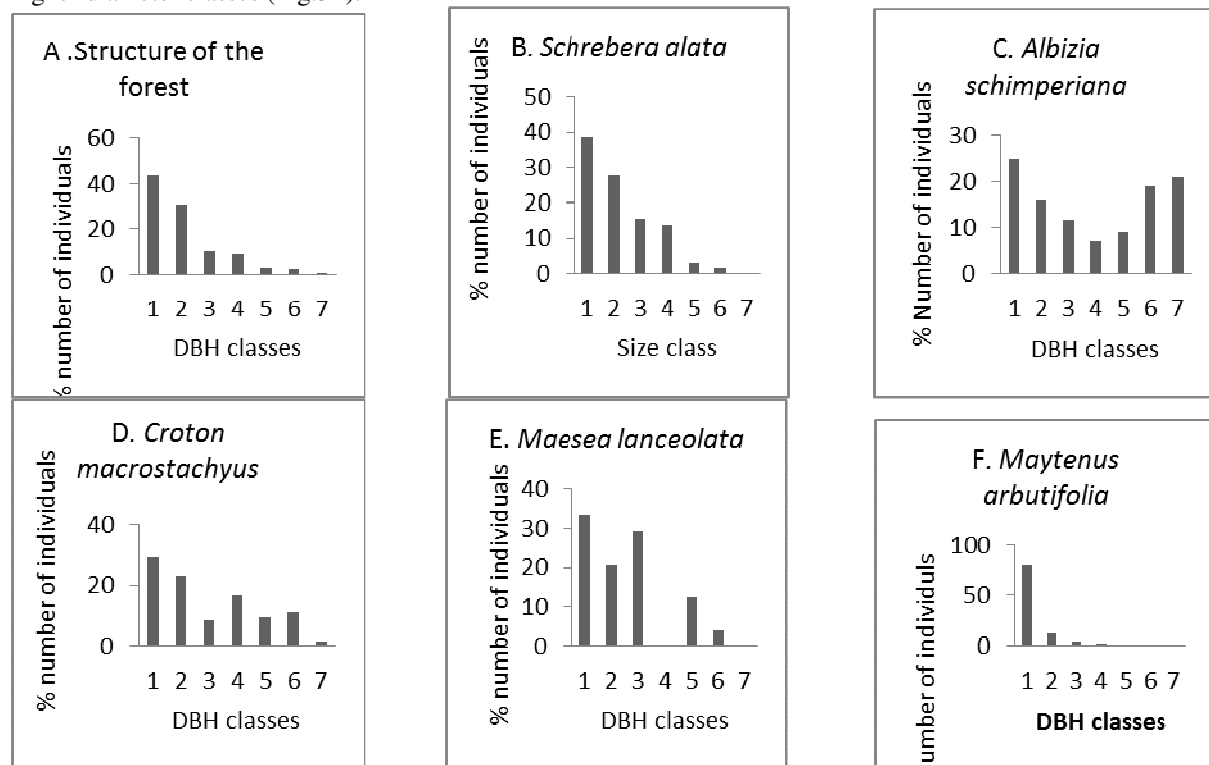 A .Structure of the
forest
% number of individuals
60
40
20
0
1 2 3 4 5 6 7
DBH classes
B. Schrebera alata
% number of individuals
50
40
30
20
10
0
1 2 3 4 5 6 7
Size class
C. Albizia
schimperiana
% Number of individuals
30
20
10
0
1 2 3 4 5 6 7
DBH classes
D. Croton
macrostachyus
% number of individuals
40
20
0
1 2 3 4 5 6 7
DBH classes
E. Maesea lanceolata
% number of individuals
40
30
20
10
0
1 2 3 4 5 6 7
DBH classes
F. Maytenus
arbutifolia
umber of individuls
100
50
0
1 2 3 4 5 6 7
DBH classes